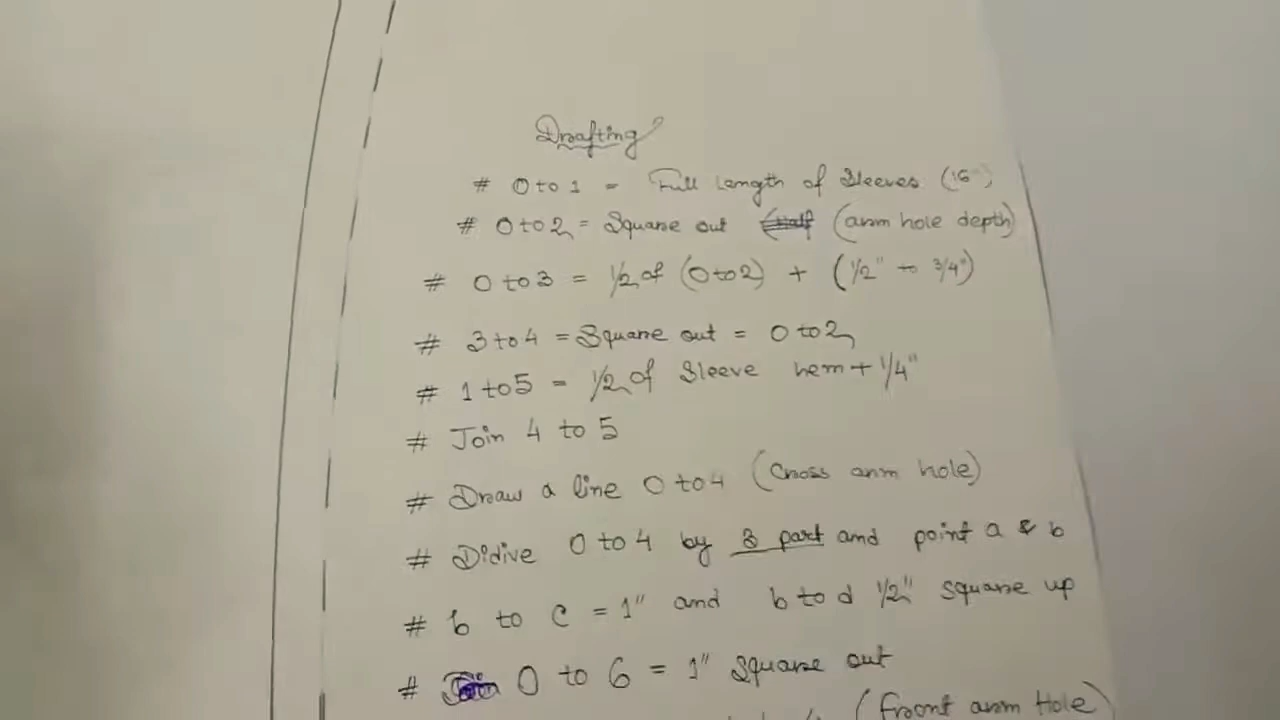 Drafting
# 0 to 1 = Full length of Sleeves (16")
# 0 to 2 = Square out (arm hole depth)
# 0 to 3 = 1/2 of (0 to 2) + (1/2" to 3/4")
# 3 to 4 = Square out = 0 to 2
# 1 to 5 = 1/2 of Sleeve hem + 1/4"
# Join 4 to 5
# Draw a line 0 to 4 (Cross arm hole)
# Didive 0 to 4 by 3 part and point a & b
# b to c = 1" and b to d 1/2" square up
# 0 to 6 = 1" Square out
(Front arm Hole)